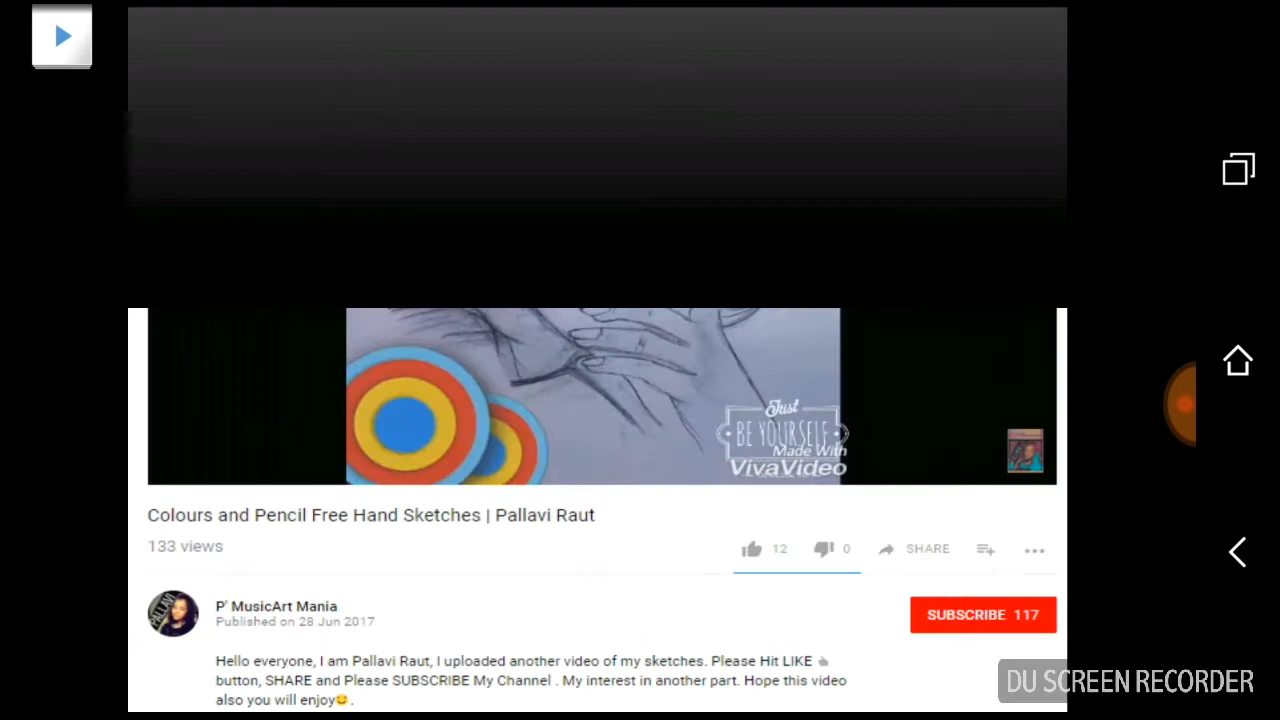 Just
BE YOURSELF
Made With
VivaVideo
Colours and Pencil Free Hand Sketches | Pallavi Raut
133 views
12
0
SHARE
PALLAVI
P' MusicArt Mania
Published on 28 Jun 2017
SUBSCRIBE 117
Hello everyone, I am Pallavi Raut, I uploaded another video of my sketches. Please Hit LIKE
button, SHARE and Please SUBSCRIBE My Channel . My interest in another part. Hope this video
also you will enjoy😊.
DU SCREEN RECORDER